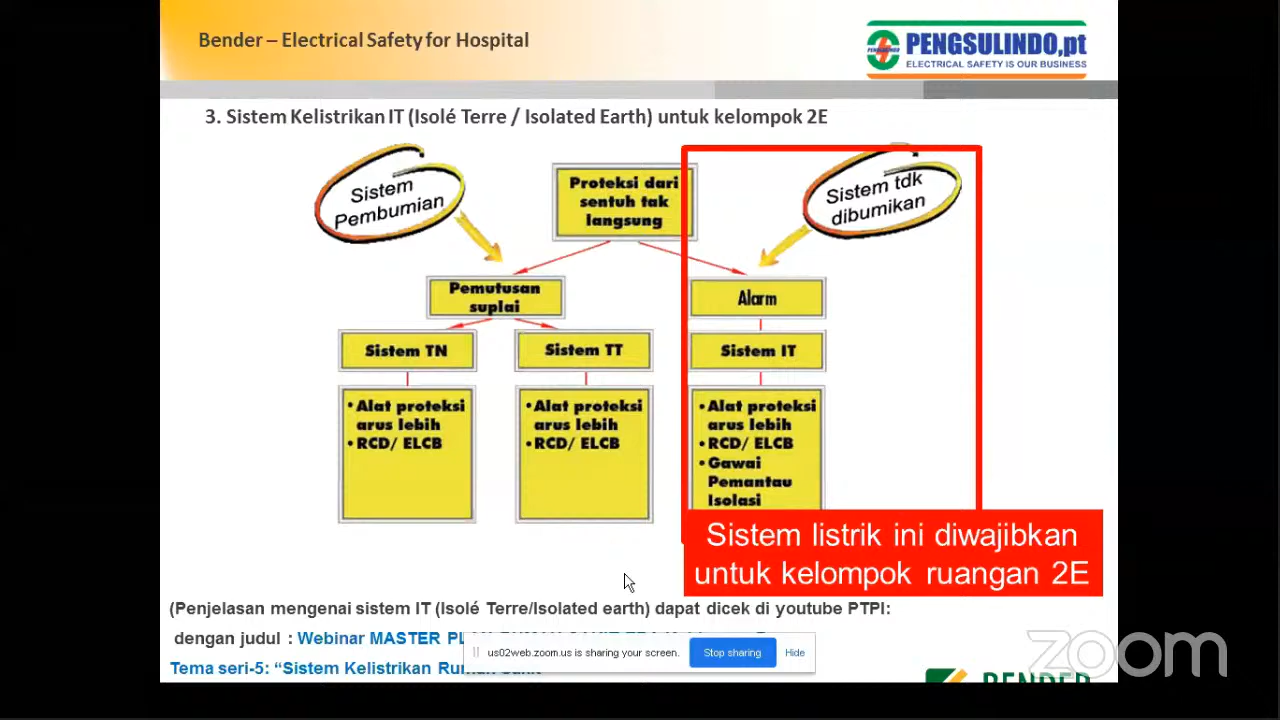 Bender – Electrical Safety for Hospital
PENGSULINDO,pt
ELECTRICAL SAFETY IS OUR BUSINESS
3. Sistem Kelistrikan IT (Isolé Terre / Isolated Earth) untuk kelompok 2E
Sistem
Pembumian
Proteksi dari
sentuh tak
langsung
Sistem tdk
dibumikan
Pemutusan
suplai
Alarm
Sistem TN
Sistem TT
Sistem IT
• Alat proteksi
arus lebih
• RCD/ ELCB
• Alat proteksi
arus lebih
• RCD/ ELCB
• Alat proteksi
arus lebih
• RCD/ ELCB
• Gawai
Pemantau
Isolasi
Sistem listrik ini diwajibkan
untuk kelompok ruangan 2E
(Penjelasan mengenai sistem IT (Isolé Terre/Isolated earth) dapat dicek di youtube PTPI:
dengan judul : Webinar MASTER
us02web.zoom.us is sharing your screen.
Stop sharing
Hide
Tema seri-5: “Sistem Kelistrikan
zoom
BENDER